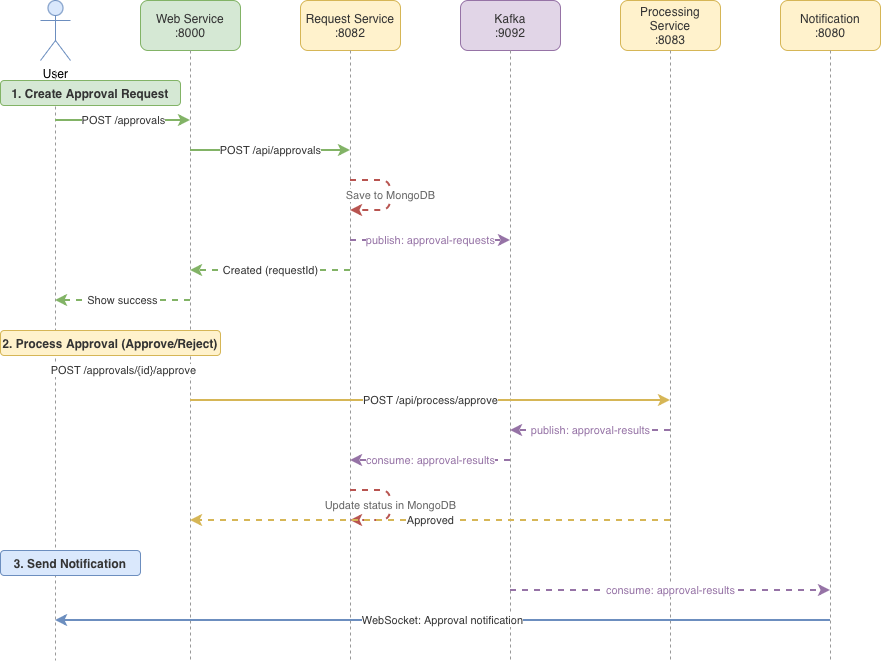 User
Web Service
:8000
Request Service
:8082
Kafka
:9092
Processing
Service
:8083
Notification
:8080
1. Create Approval Request
POST /approvals
POST /api/approvals
Save to MongoDB
publish: approval-requests
Created (requestId)
Show success
2. Process Approval (Approve/Reject)
POST /approvals/{id}/approve
POST /api/process/approve
publish: approval-results
consume: approval-results
Update status in MongoDB
Approved
3. Send Notification
consume: approval-results
WebSocket: Approval notification